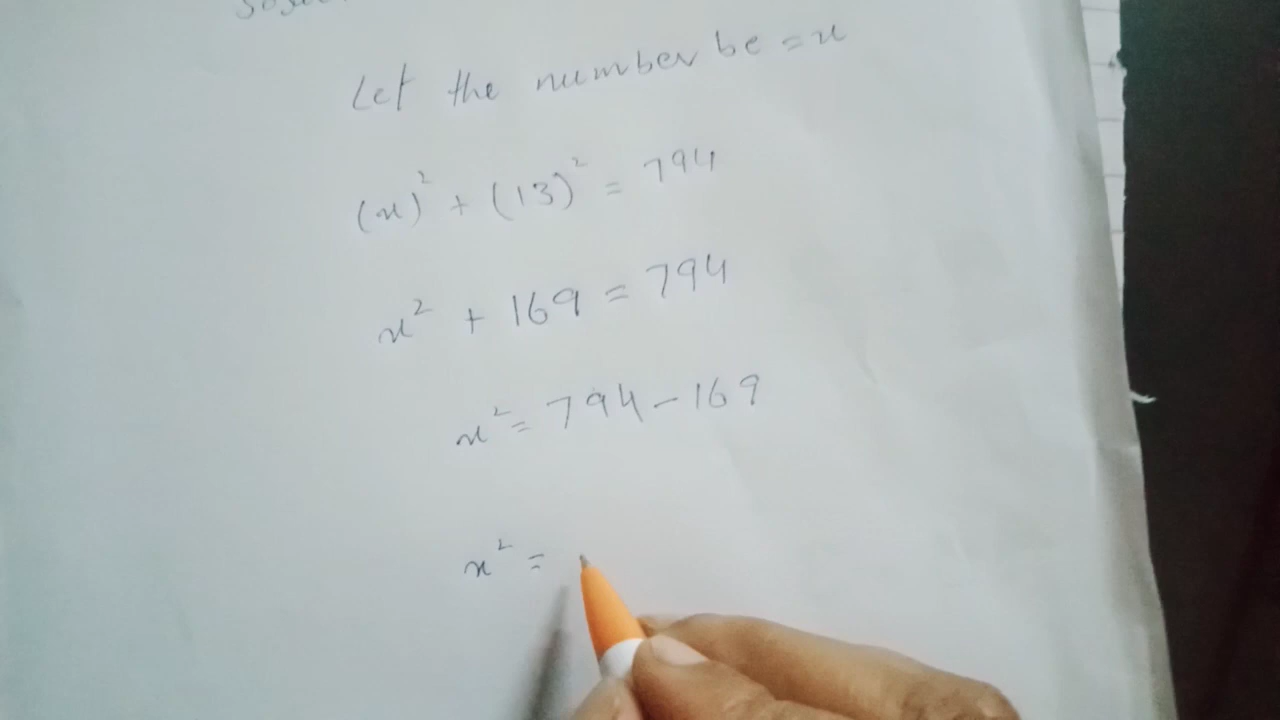 Let the number be = x
(x)² + (13)² = 794
x² + 169 = 794
x² = 794 - 169
x² =